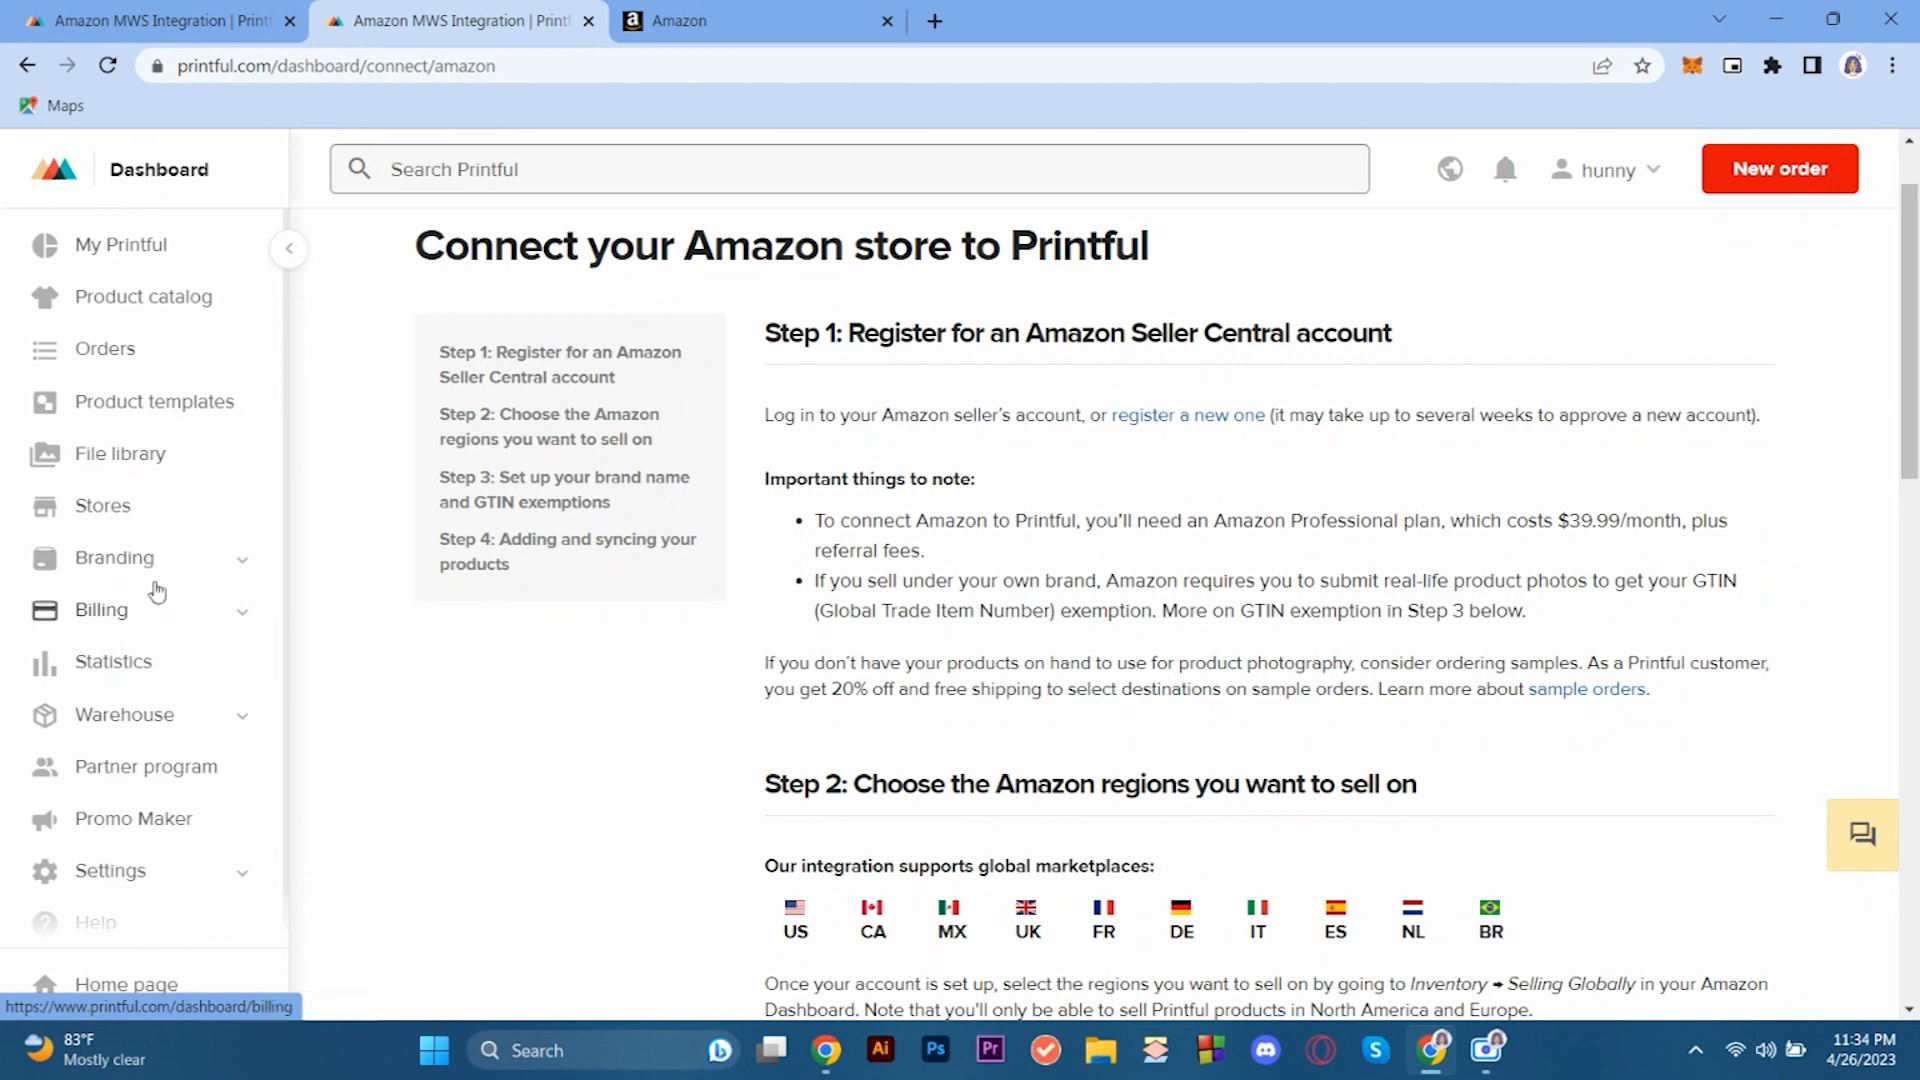 Amazon MWS Integration | Printf
Amazon MWS Integration | Printf
Amazon
printful.com/dashboard/connect/amazon
Maps
Dashboard
Search Printful
hunny
New order
My Printful
Product catalog
Orders
Product templates
File library
Stores
Branding
Billing
Statistics
Warehouse
Partner program
Promo Maker
Settings
Help
Home page
https://www.printful.com/dashboard/billing
Connect your Amazon store to Printful
Step 1: Register for an Amazon
Seller Central account
Step 2: Choose the Amazon
regions you want to sell on
Step 3: Set up your brand name
and GTIN exemptions
Step 4: Adding and syncing your
products
Step 1: Register for an Amazon Seller Central account
Log in to your Amazon seller's account, or register a new one (it may take up to several weeks to approve a new account).
Important things to note:
• To connect Amazon to Printful, you'll need an Amazon Professional plan, which costs $39.99/month, plus
referral fees.
• If you sell under your own brand, Amazon requires you to submit real-life product photos to get your GTIN
(Global Trade Item Number) exemption. More on GTIN exemption in Step 3 below.
If you don't have your products on hand to use for product photography, consider ordering samples. As a Printful customer,
you get 20% off and free shipping to select destinations on sample orders. Learn more about sample orders.
Step 2: Choose the Amazon regions you want to sell on
Our integration supports global marketplaces:
US CA MX UK FR DE IT ES NL BR
Once your account is set up, select the regions you want to sell on by going to Inventory → Selling Globally in your Amazon
Dashboard. Note that you'll only be able to sell Printful products in North America and Europe.
83°F
Mostly clear
Search
Ai
Ps
Pr
11:34 PM
4/26/2023